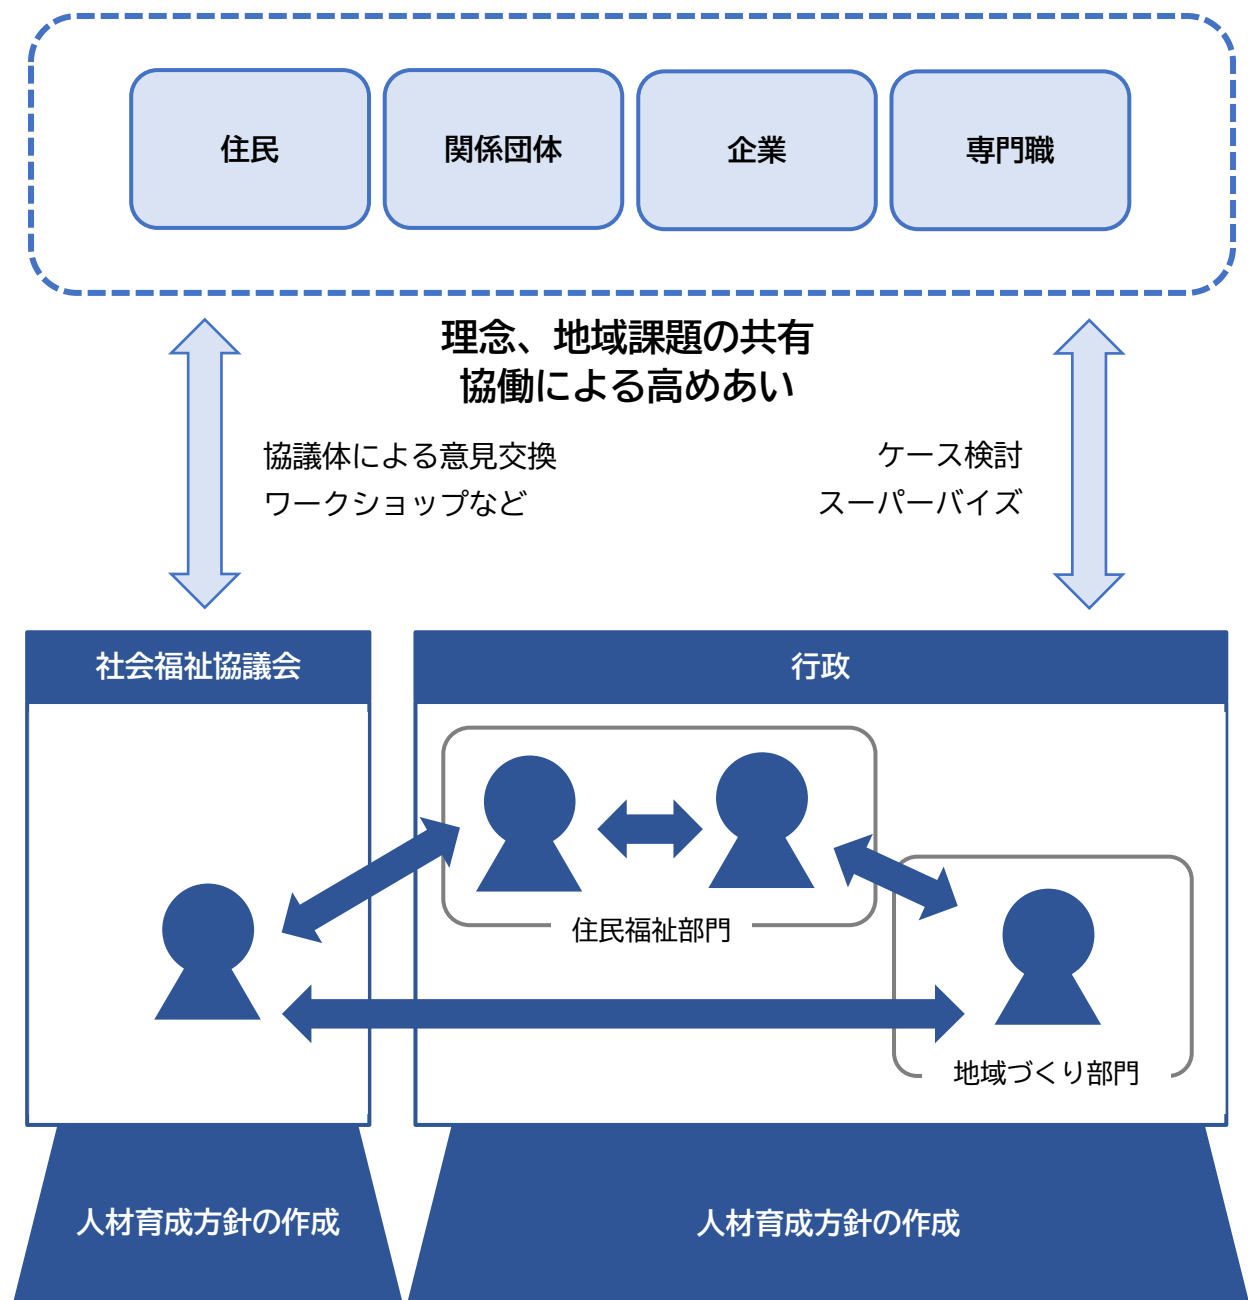 住民
関係団体
企業
専門職
理念、地域課題の共有
協働による高めあい
協議体による意見交換
ワークショップなど
ケース検討
スーパーバイズ
社会福祉協議会
行政
住民福祉部門
地域づくり部門
人材育成方針の作成
人材育成方針の作成